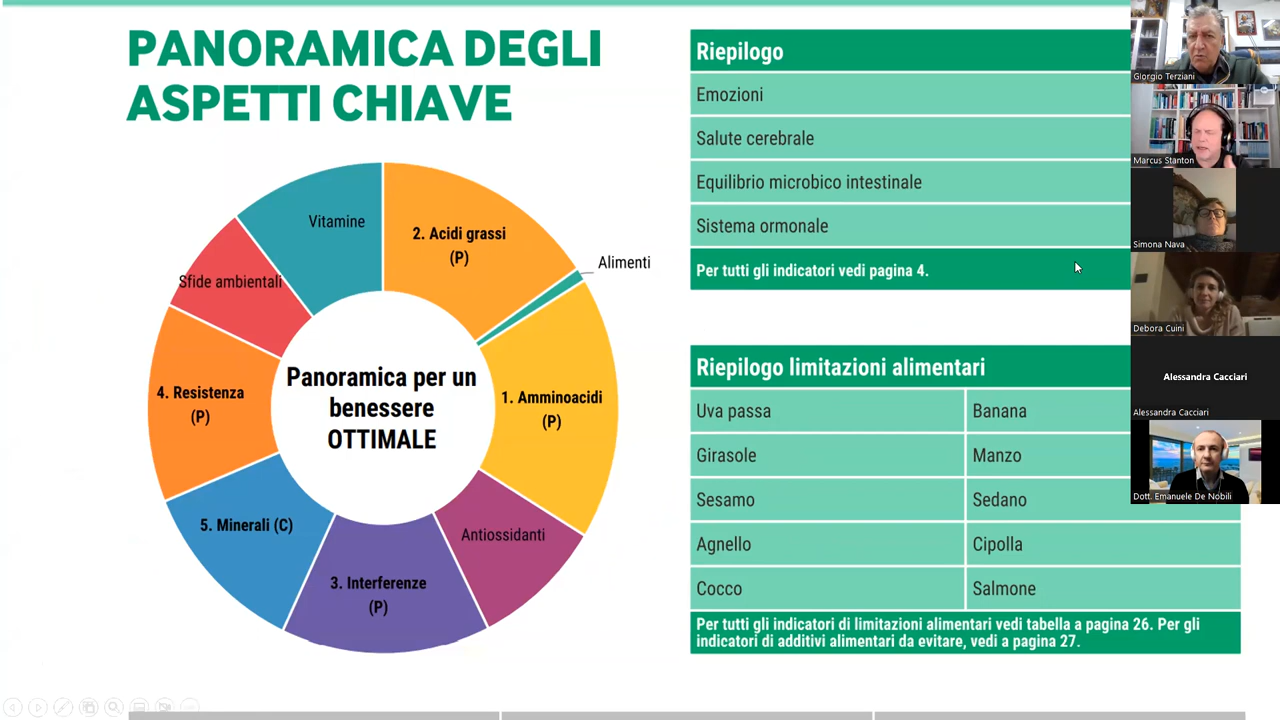 PANORAMICA DEGLI
ASPETTI CHIAVE
Vitamine
2. Acidi grassi
(P)
Alimenti
Sfide ambientali
4. Resistenza
(P)
Panoramica per un
benessere
OTTIMALE
1. Amminoacidi
(P)
5. Minerali (C)
Antiossidanti
3. Interferenze
(P)
Riepilogo
Emozioni
Salute cerebrale
Equilibrio microbico intestinale
Sistema ormonale
Per tutti gli indicatori vedi pagina 4.
Riepilogo limitazioni alimentari
Uva passa Banana
Girasole Manzo
Sesamo Sedano
Agnello Cipolla
Cocco Salmone
Per tutti gli indicatori di limitazioni alimentari vedi tabella a pagina 26. Per gli
indicatori di additivi alimentari da evitare, vedi a pagina 27.
Giorgio Terziani
Marcus Stanton
Simona Nava
Debora Cuini
Alessandra Cacciari
Alessandra Cacciari
Dott. Emanuele De Nobili